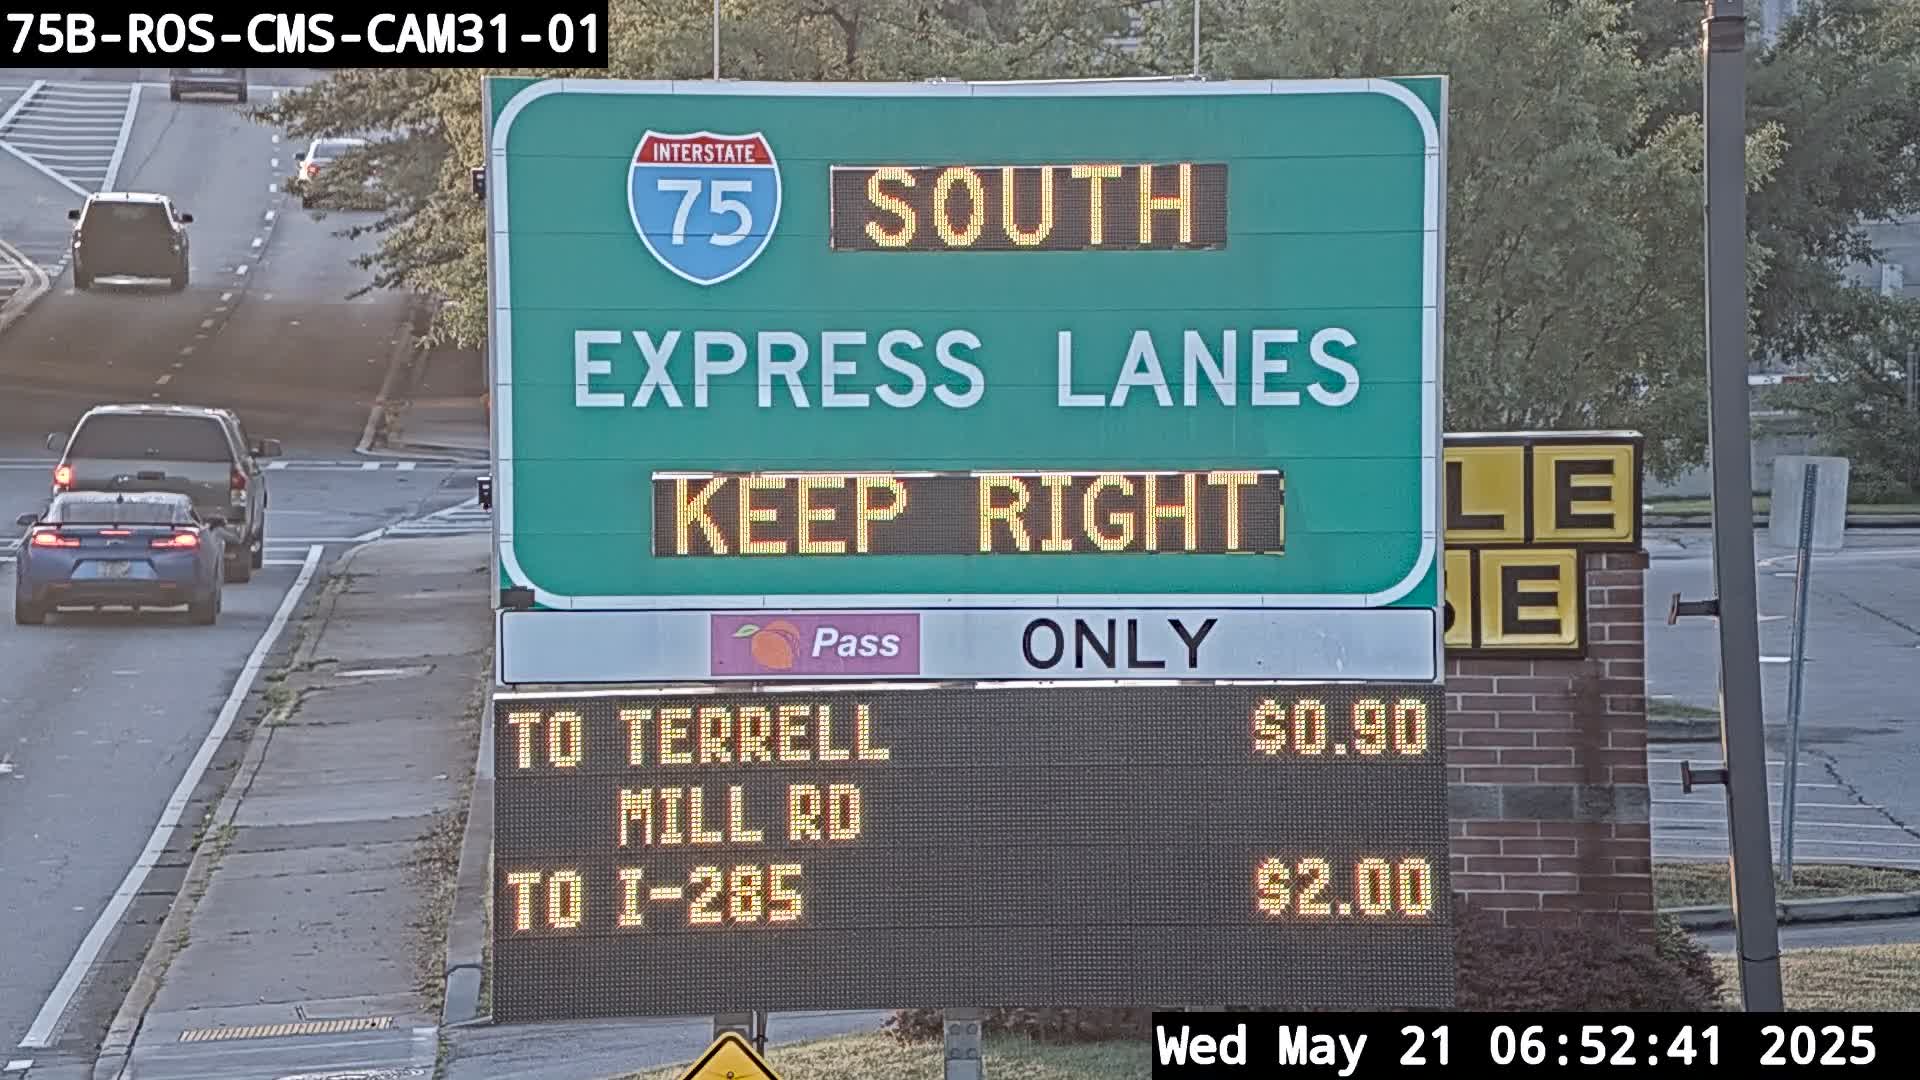 75B-ROS-CMS-CAM31-01
INTERSTATE
75
SOUTH
EXPRESS LANES
KEEP RIGHT
Pass ONLY
TO TERRELL $0.90
MILL RD
TO I-285 $2.00
LE
E
Wed May 21 06:52:41 2025